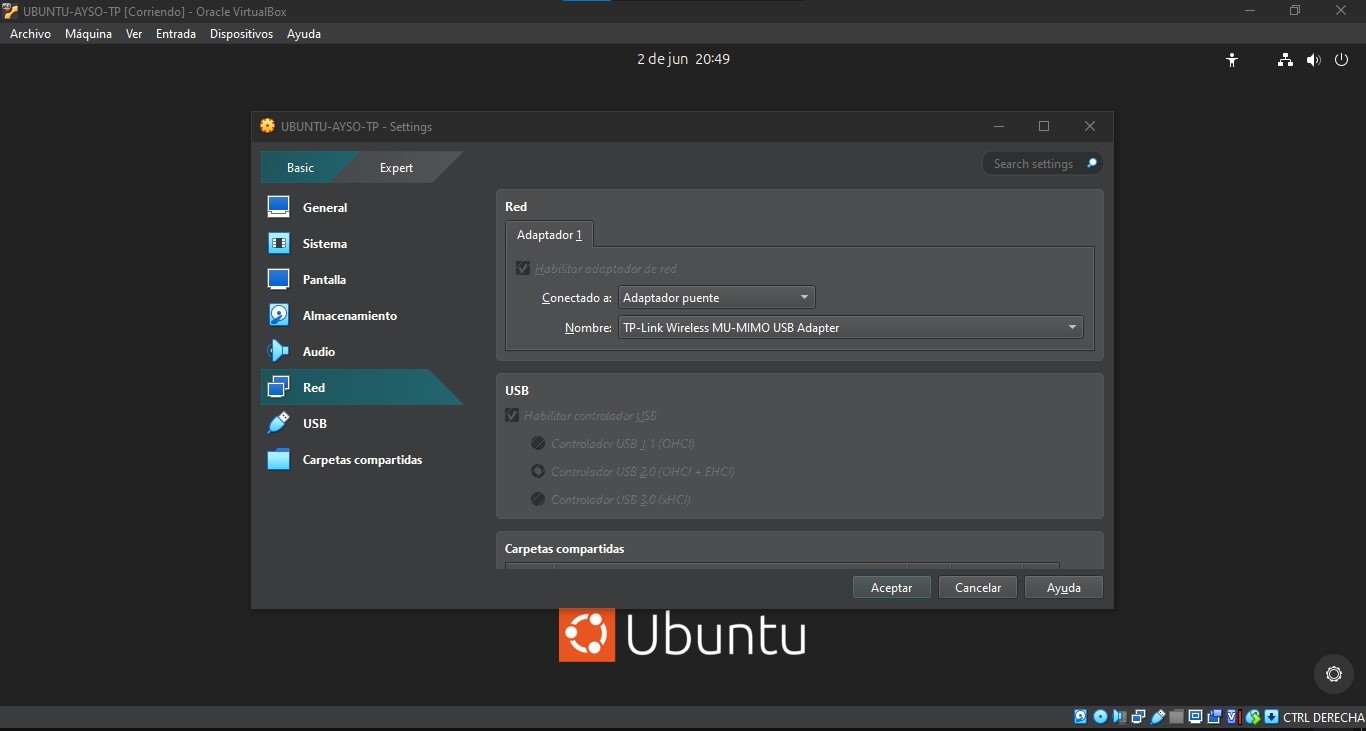 UBUNTU-AYSO-TP [Corriendo] - Oracle VirtualBox
Archivo Máquina Ver Entrada Dispositivos Ayuda
2 de jun 20:49
UBUNTU-AYSO-TP - Settings
Basic Expert
Search settings
General
Sistema
Pantalla
Almacenamiento
Audio
Red
USB
Carpetas compartidas
Red
Adaptador 1
Habilitar adaptador de red
Conectado a: Adaptador puente
Nombre: TP-Link Wireless MU-MIMO USB Adapter
USB
Habilitar controlador USB
Controlador USB 1.1 (OHCI)
Controlador USB 2.0 (OHCI + EHCI)
Controlador USB 3.0 (xHCI)
Carpetas compartidas
Aceptar Cancelar Ayuda
Ubuntu
CTRL DERECHA